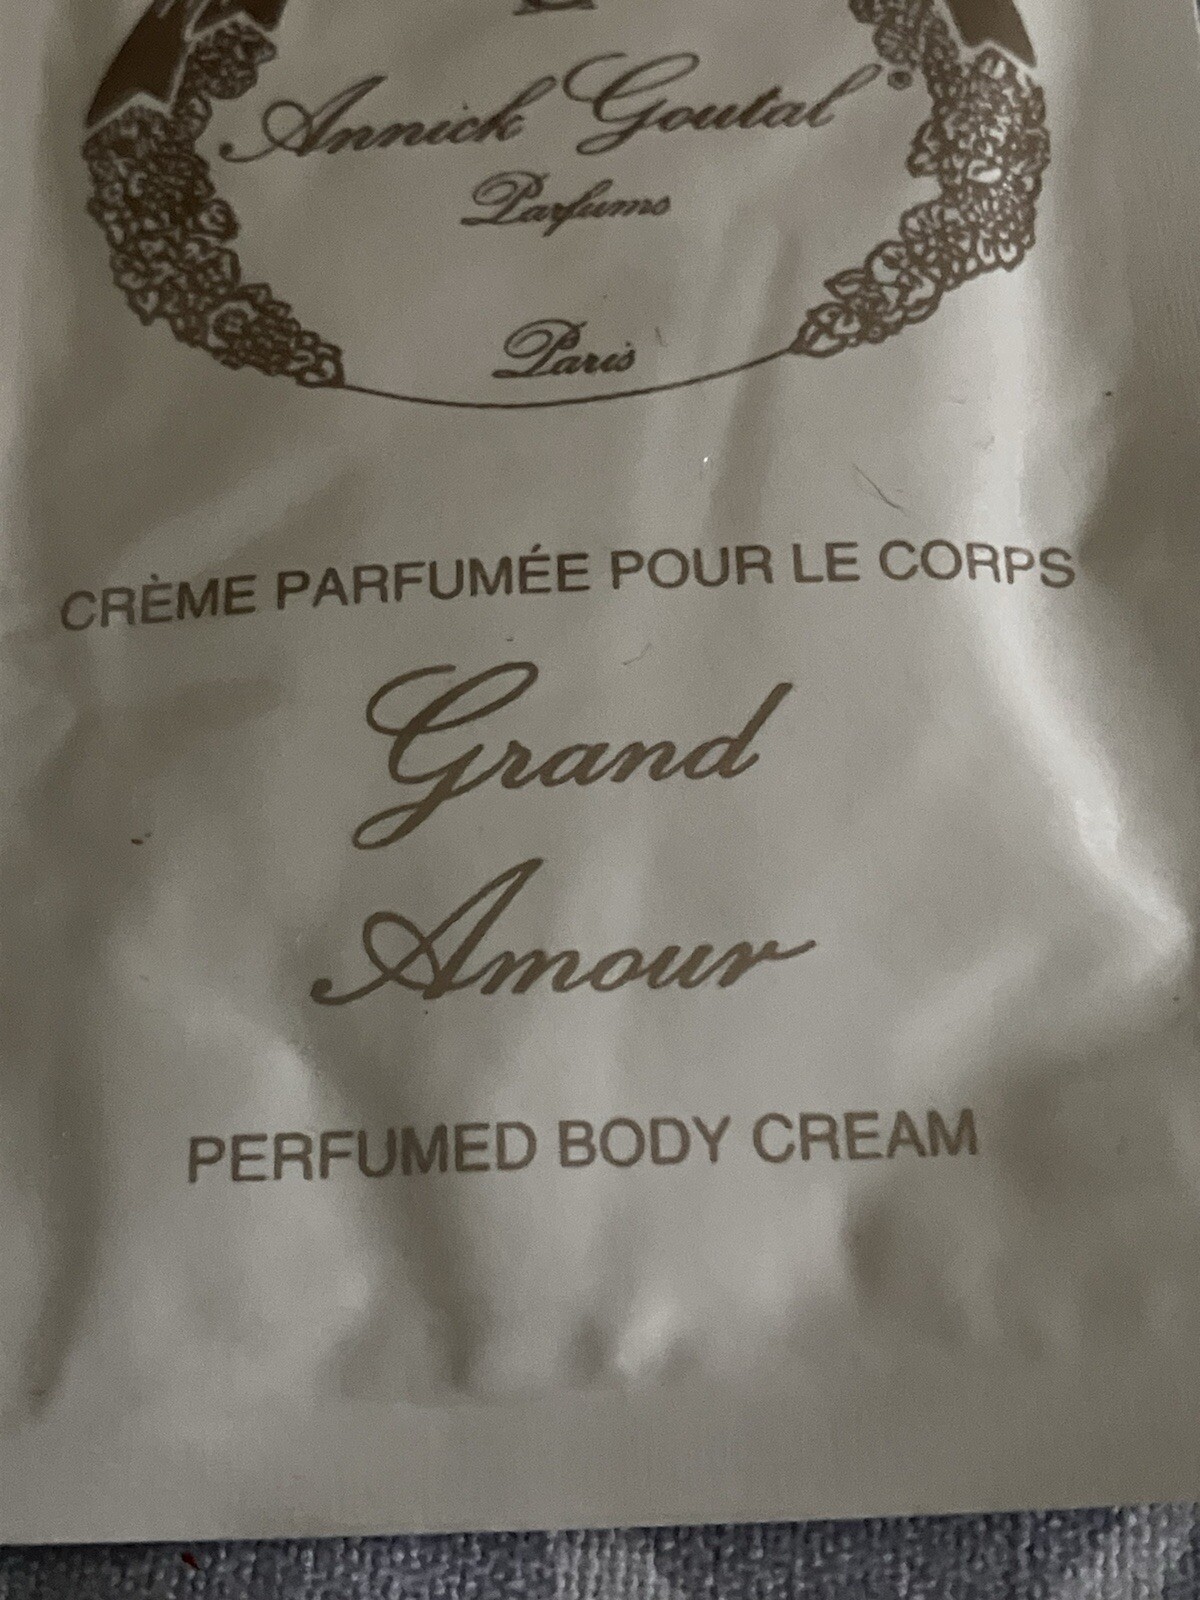 Annick Goutal®
Parfums
Paris
CRÈME PARFUMÉE POUR LE CORPS
Grand
Amour
PERFUMED BODY CREAM